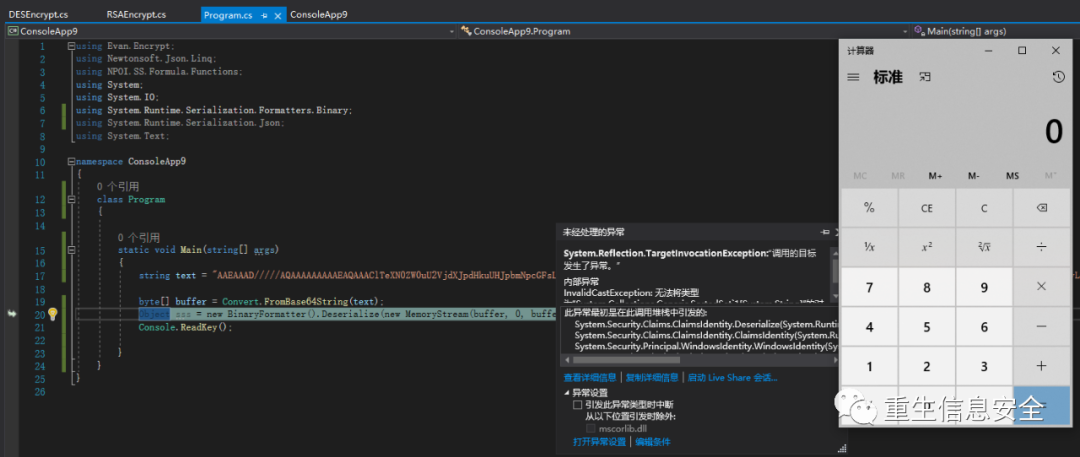 DESEncrypt.cs RSAEncrypt.cs Program.cs ConsoleApp9
ConsoleApp9 ConsoleApp9.Program Main(string[] args)
1 using Evan.Encrypt;
2 using Newtonsoft.Json.Linq;
3 using NPOI.SS.Formula.Functions;
4 using System;
5 using System.IO;
6 using System.Runtime.Serialization.Formatters.Binary;
7 using System.Runtime.Serialization.Json;
8 using System.Text;
9
10 namespace ConsoleApp9
11 {
0 个引用
12 class Program
13 {
14
0 个引用
15 static void Main(string[] args)
16 {
17 string text = "AAEAAAD/////AQAAAAAAAAAEAQAAAClTeXN0ZW0uU2VjdXJpdHkuUHJpbmNpcGFsL
18
19 byte[] buffer = Convert.FromBase64String(text);
20 Object sss = new BinaryFormatter().Deserialize(new MemoryStream(buffer, 0, buffe
21 Console.ReadKey();
22
23 }
24 }
25 }
26
未经处理的异常
System.Reflection.TargetInvocationException:“调用的目标
发生了异常。”
内部异常
InvalidCastException: 无法将类型
此异常最初是在此调用堆栈中引发的:
System.Security.Claims.ClaimsIdentity.Deserialize(System.Runti
System.Security.Claims.ClaimsIdentity.ClaimsIdentity(System.Ru
System.Security.Principal.WindowsIdentity.WindowsIdentity(Sy
查看详细信息 | 复制详细信息 | 启动 Live Share 会话...
异常设置
引发此异常类型时中断
从以下位置引发时除外:
mscorlib.dll
打开异常设置 | 编辑条件
计算器
标准
0
MC MR M+ M- MS M˅
% CE C ⌫
¹/x x² ²√x ÷
7 8 9 ×
4 5 6 −
1 2 3 +
重生信息安全